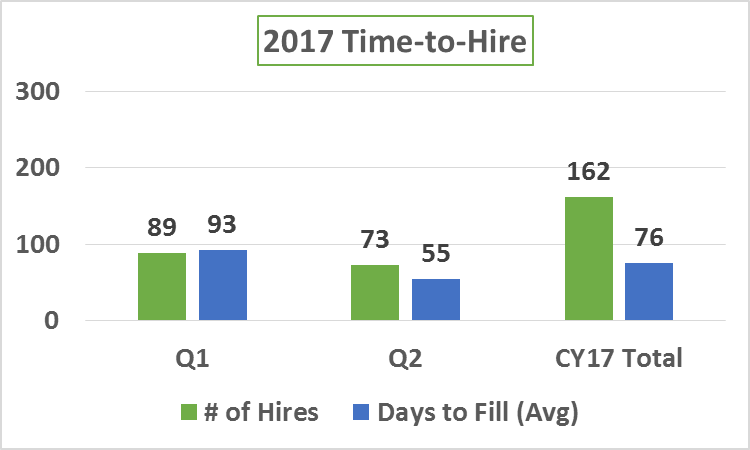 2017 Time-to-Hire
300
200
100
0
89
93
73
55
162
76
Q1
Q2
CY17 Total
# of Hires
Days to Fill (Avg)